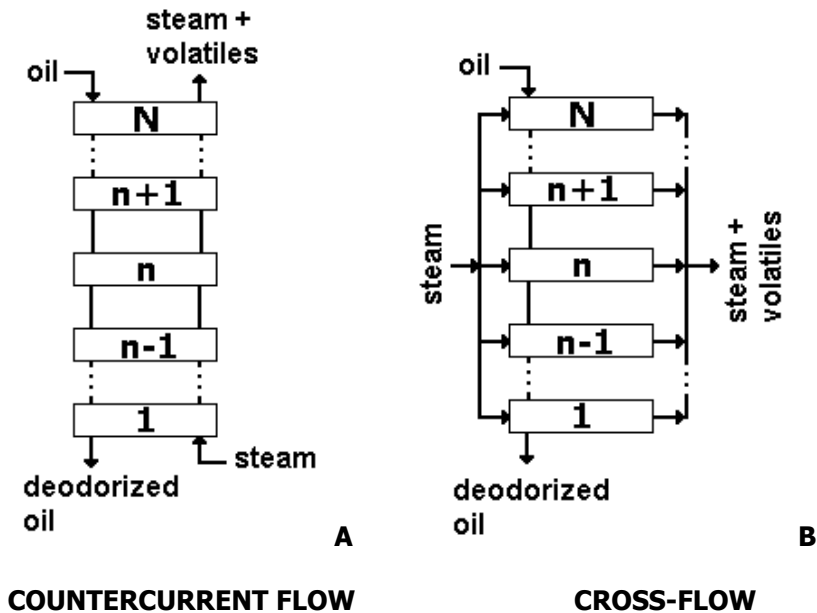 steam +
volatiles
oil
N
n+1
n
n-1
1
steam
deodorized
oil
A
COUNTERCURRENT FLOW
oil
N
n+1
n
n-1
1
steam
steam +
volatiles
deodorized
oil
B
CROSS-FLOW